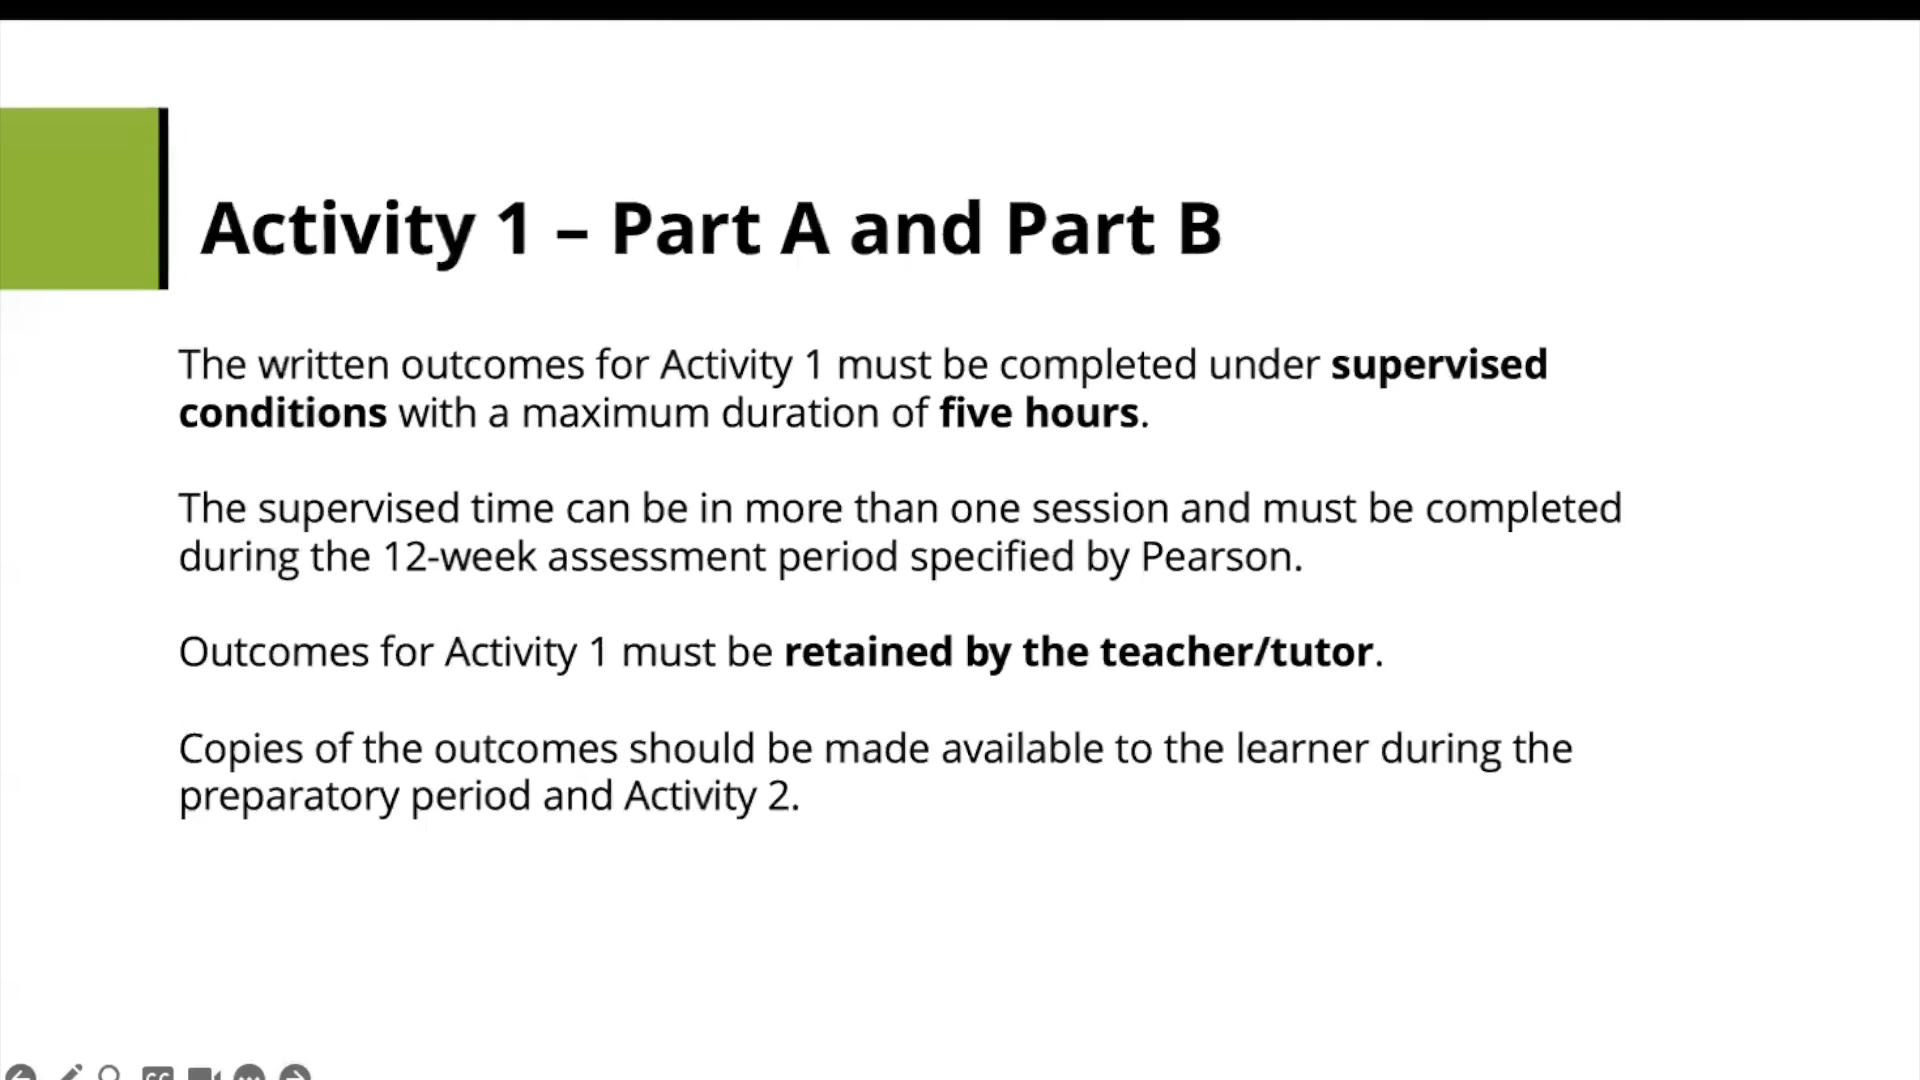 Activity 1 – Part A and Part B
The written outcomes for Activity 1 must be completed under supervised
conditions with a maximum duration of five hours.
The supervised time can be in more than one session and must be completed
during the 12-week assessment period specified by Pearson.
Outcomes for Activity 1 must be retained by the teacher/tutor.
Copies of the outcomes should be made available to the learner during the
preparatory period and Activity 2.